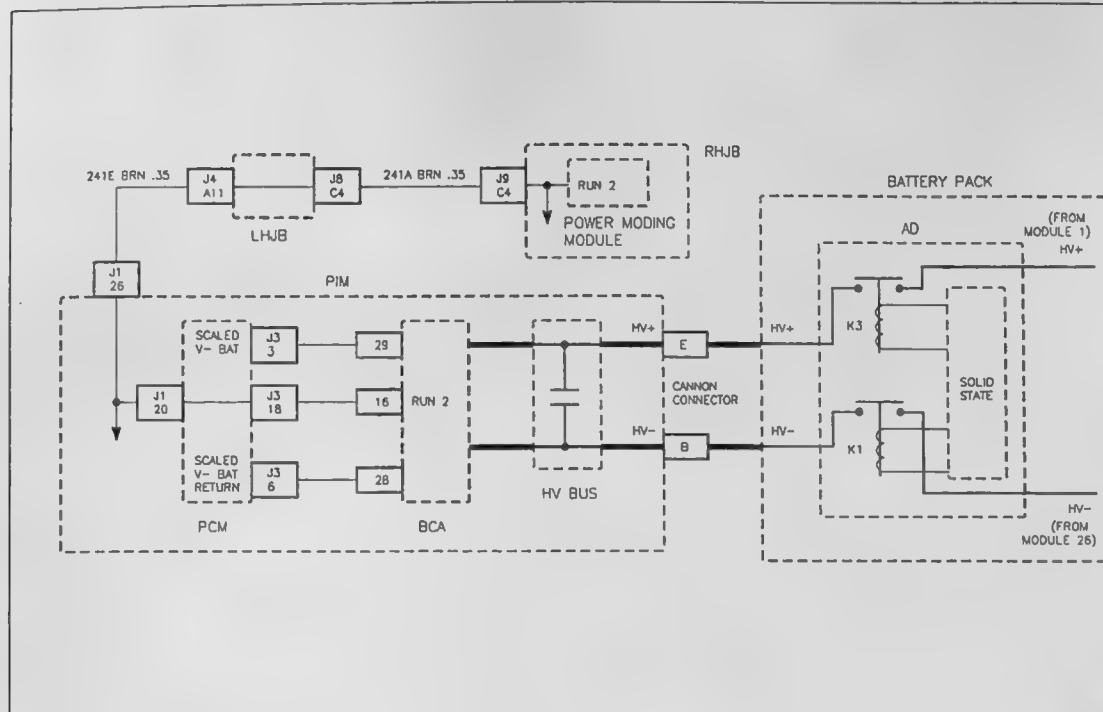 RHJB
241E BRN .35
J4
A11
J8
C4
241A BRN .35
J9
C4
RUN 2
POWER MODING
MODULE
LHJB
BATTERY PACK
(FROM
MODULE 1)
HV+
AD
J1
26
PIM
SCALED
V- BAT
J3
3
29
HV+
E
HV+
K3
J1
20
J3
18
16
RUN 2
CANNON
CONNECTOR
SOLID
STATE
SCALED
V- BAT
RETURN
J3
6
28
HV-
B
HV-
K1
HV BUS
PCM
BCA
HV-
(FROM
MODULE 26)